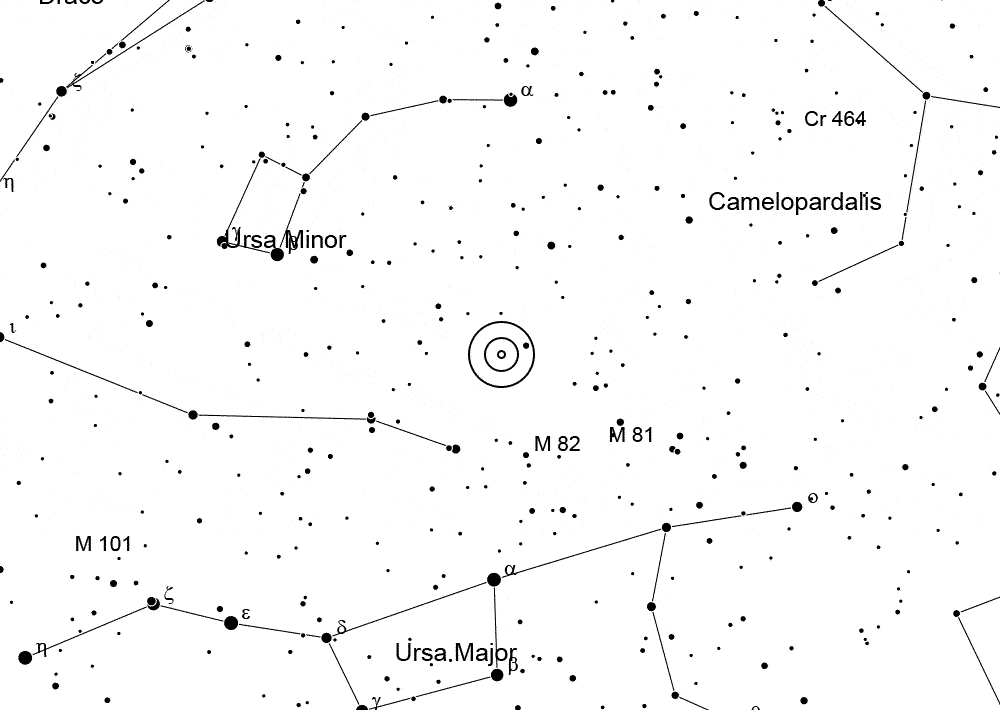 Draco
ζ
α
Cr 464
η
Camelopardalis
γ
Ursa Minor
β
ι
M 82
M 81
ο
M 101
α
ζ
ε
δ
η
Ursa Major
β
γ